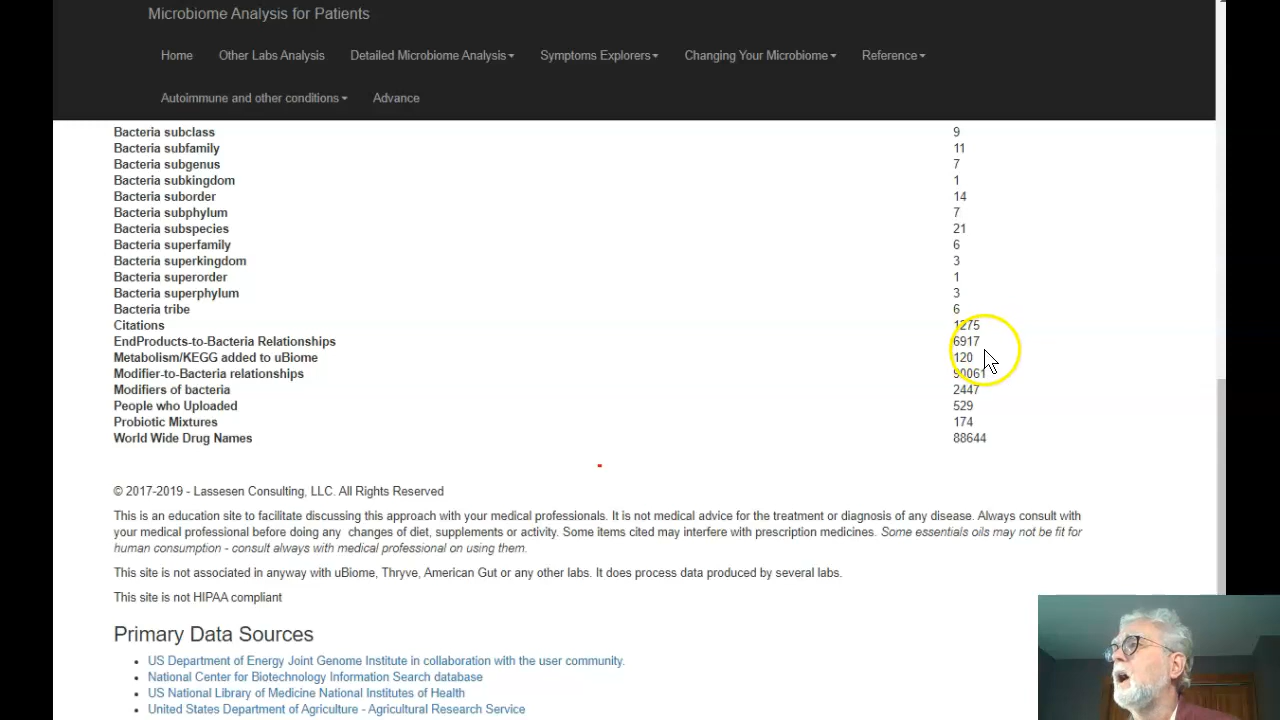 Microbiome Analysis for Patients
Home Other Labs Analysis Detailed Microbiome Analysis Symptoms Explorers Changing Your Microbiome Reference
Autoimmune and other conditions Advance
Bacteria subclass 9
Bacteria subfamily 11
Bacteria subgenus 7
Bacteria subkingdom 1
Bacteria suborder 14
Bacteria subphylum 7
Bacteria subspecies 21
Bacteria superfamily 6
Bacteria superkingdom 3
Bacteria superorder 1
Bacteria superphylum 3
Bacteria tribe 6
Citations 1275
EndProducts-to-Bacteria Relationships 6917
Metabolism/KEGG added to uBiome 120
Modifier-to-Bacteria relationships 90061
Modifiers of bacteria 2447
People who Uploaded 529
Probiotic Mixtures 174
World Wide Drug Names 88644
© 2017-2019 - Lassesen Consulting, LLC. All Rights Reserved
This is an education site to facilitate discussing this approach with your medical professionals. It is not medical advice for the treatment or diagnosis of any disease. Always consult with
your medical professional before doing any changes of diet, supplements or activity. Some items cited may interfere with prescription medicines. Some essentials oils may not be fit for
human consumption - consult always with medical professional on using them.
This site is not associated in anyway with uBiome, Thryve, American Gut or any other labs. It does process data produced by several labs.
This site is not HIPAA compliant
Primary Data Sources
• US Department of Energy Joint Genome Institute in collaboration with the user community.
• National Center for Biotechnology Information Search database
• US National Library of Medicine National Institutes of Health
• United States Department of Agriculture - Agricultural Research Service